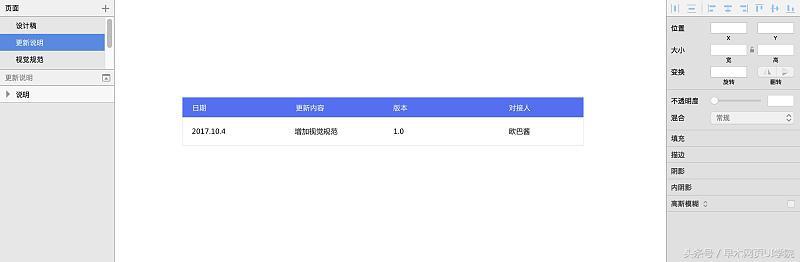 页面
设计稿
更新说明
视觉规范
更新说明
说明
日期 更新内容 版本 对接人
2017.10.4 增加视觉规范 1.0 欧巴酱
位置
X Y
大小
宽 高
变换
旋转 翻转
不透明度
混合 常规
填充
描边
阴影
内阴影
高斯模糊
头条号 / 早木网页UI学院